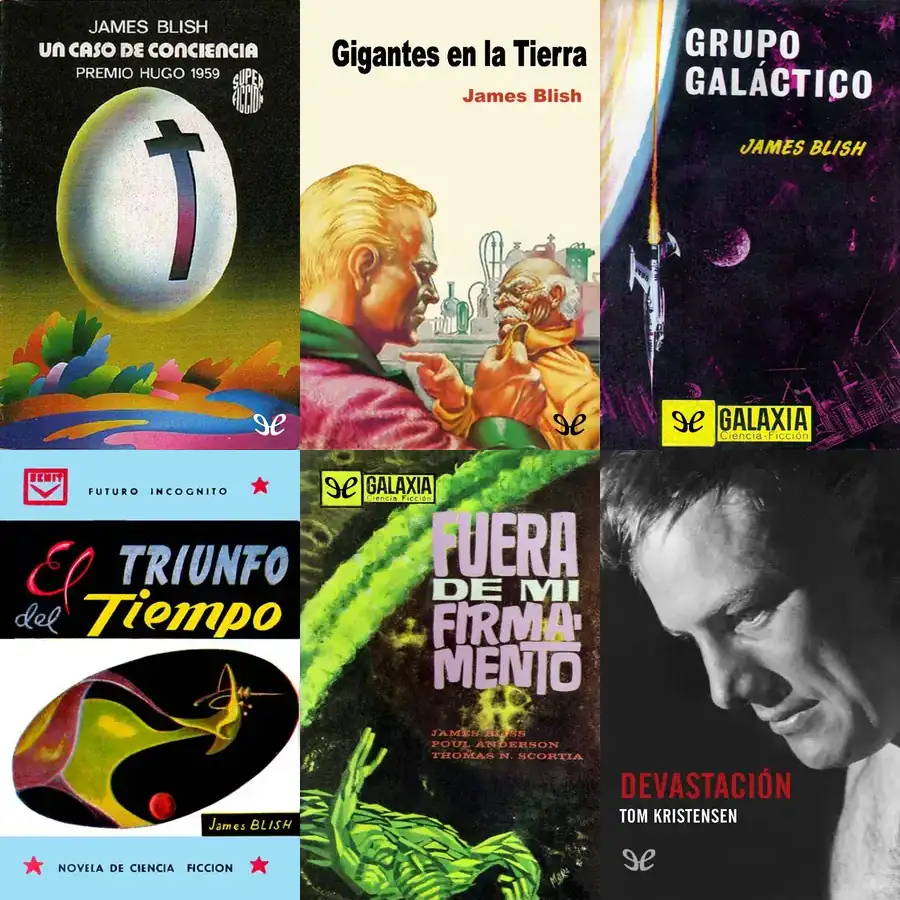 JAMES BLISH
UN CASO DE CONCIENCIA
PREMIO HUGO 1959
SUPER
FICCION
Gigantes en la Tierra
James Blish
GRUPO
GALÁCTICO
JAMES BLISH
GALAXIA
Ciencia-Ficción
FUTURO INCOGNITO
El TRIUNFO
del Tiempo
James BLISH
NOVELA DE CIENCIA FICCION
GALAXIA
Ciencia Ficción
FUERA
DE MI
FIRMA-
MENTO
JAMES
POUL ANDERSON
THOMAS N. SCORTIA
DEVASTACIÓN
TOM KRISTENSEN